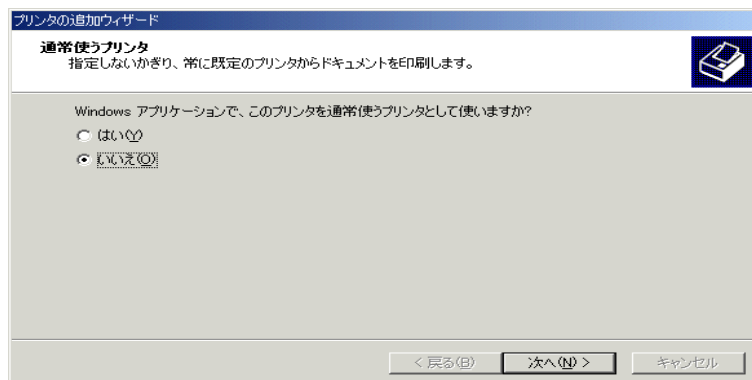 プリンタの追加ウィザード
通常使うプリンタ
指定しないかぎり、常に既定のプリンタからドキュメントを印刷します。
Windows アプリケーションで、このプリンタを通常使うプリンタとして使いますか?
はい(Y)
いいえ(O)
< 戻る(B)
次へ(N) >
キャンセル